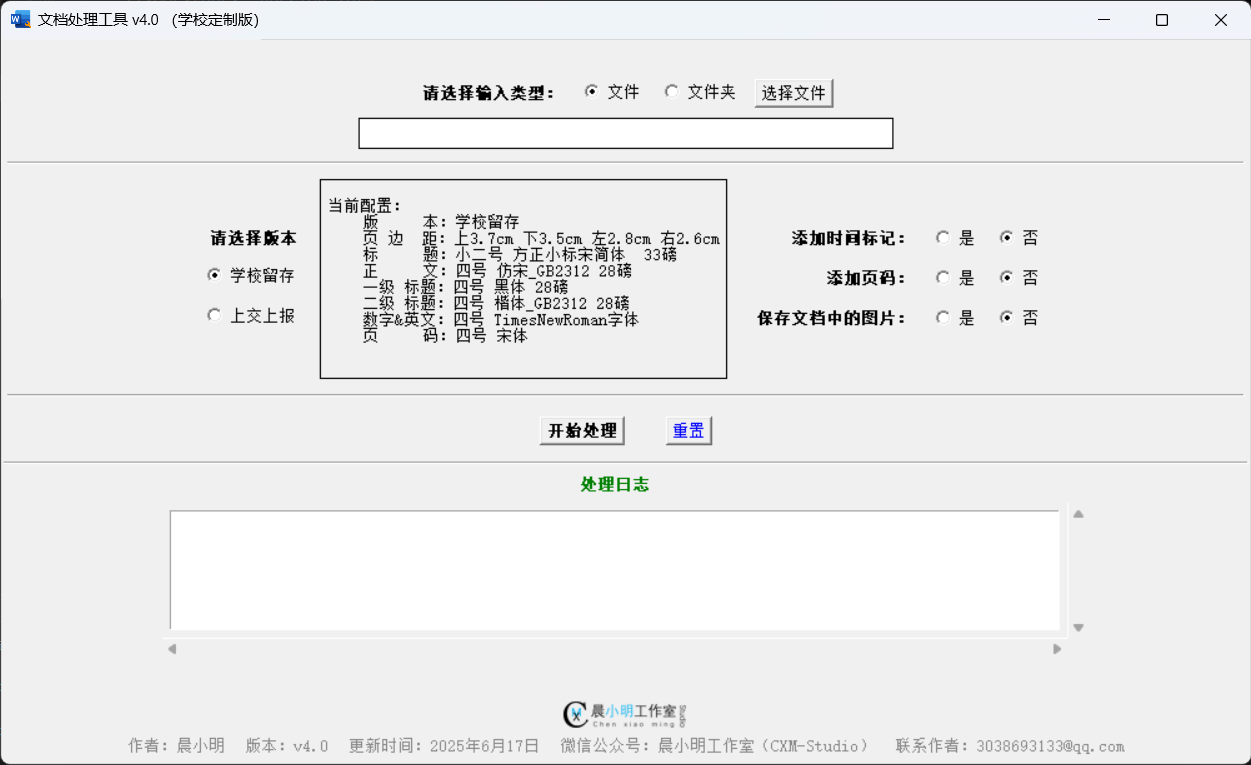 文档处理工具 v4.0 （学校定制版）
请选择输入类型： 文件 文件夹 选择文件
请选择版本
学校留存
上交上报
当前配置：
版 本：学校留存
页 边 距：上3.7cm 下3.5cm 左2.8cm 右2.6cm
标 题：小二号 方正小标宋简体 33磅
正 文：四号 仿宋_GB2312 28磅
一级 标题：四号 黑体 28磅
二级 标题：四号 楷体_GB2312 28磅
数字&英文：四号 TimesNewRoman字体
页 码：四号 宋体
添加时间标记： 是 否
添加页码： 是 否
保存文档中的图片： 是 否
开始处理 重置
处理日志
晨小明工作室 Studio
Chen xiao ming
作者：晨小明 版本：v4.0 更新时间：2025年6月17日 微信公众号：晨小明工作室（CXM-Studio） 联系作者：3038693133@qq.com